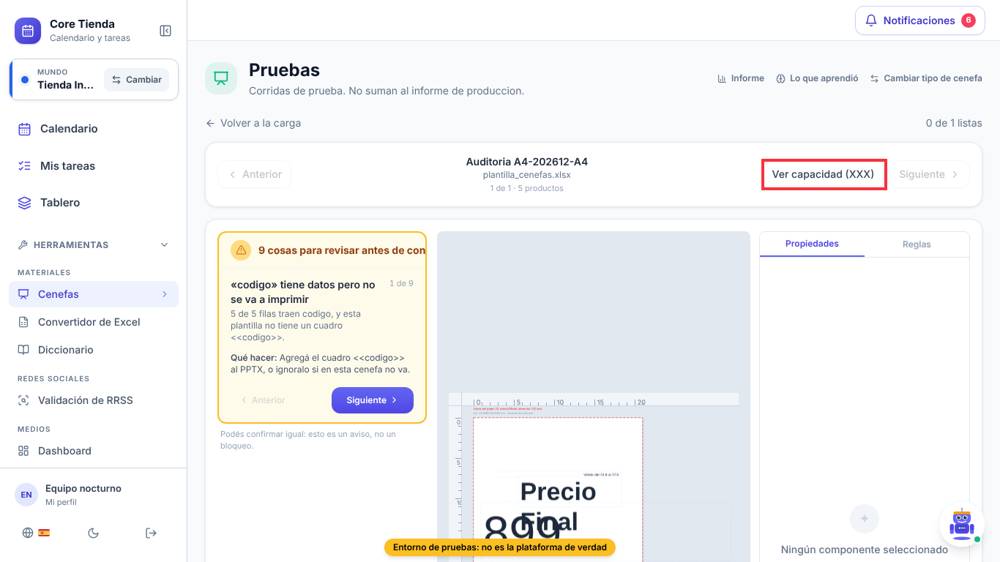 Core Tienda
Calendario y tareas
MUNDO
Tienda In...
Cambiar
Calendario
Mis tareas
Tablero
HERRAMIENTAS
MATERIALES
Cenefas
Convertidor de Excel
Diccionario
REDES SOCIALES
Validación de RRSS
MEDIOS
Dashboard
EN
Equipo nocturno
Mi perfil
Notificaciones 6
Pruebas
Corridas de prueba. No suman al informe de produccion.
Informe
Lo que aprendió
Cambiar tipo de cenefa
Volver a la carga
0 de 1 listas
Anterior
Auditoria A4-202612-A4
plantilla_cenefas.xlsx
1 de 1 · 5 productos
Ver capacidad (XXX)
Siguiente
9 cosas para revisar antes de con
«codigo» tiene datos pero no se va a imprimir
1 de 9
5 de 5 filas traen codigo, y esta
plantilla no tiene un cuadro
<<codigo>>.
Qué hacer: Agregá el cuadro <<codigo>>
al PPTX, o ignoralo si en esta cenefa no va.
Anterior
Siguiente
Podés confirmar igual: esto es un aviso, no un
bloqueo.
0 5 10 15 20
Precio
Final
899
Propiedades
Reglas
Ningún componente seleccionado
Entorno de pruebas: no es la plataforma de verdad